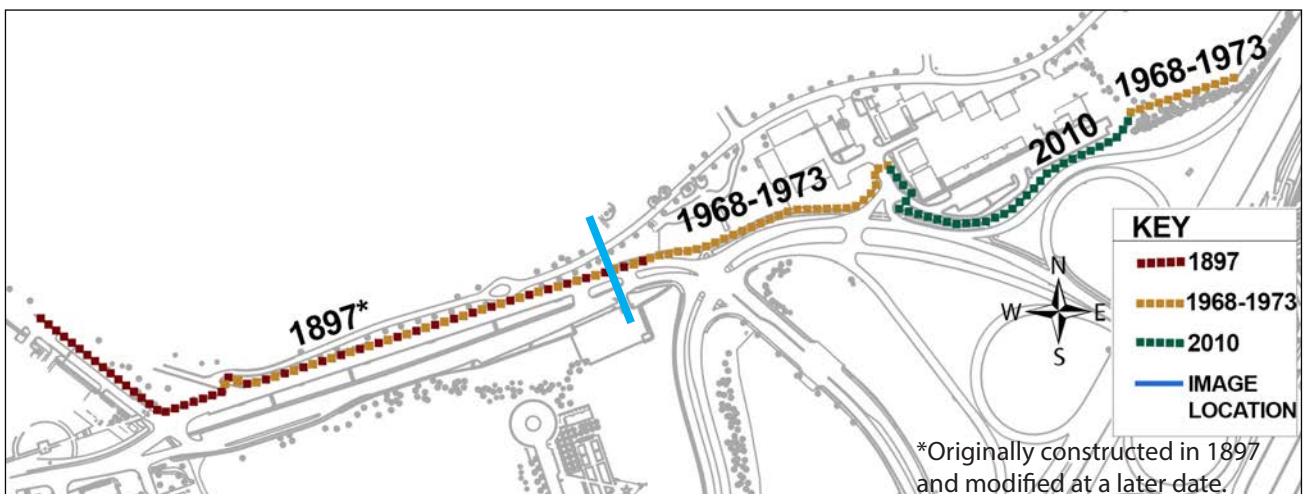 1968-1973
2010
1968-1973
1897*
KEY
1897
1968-1973
2010
IMAGE
LOCATION
N
W
E
S
*Originally constructed in 1897
and modified at a later date.